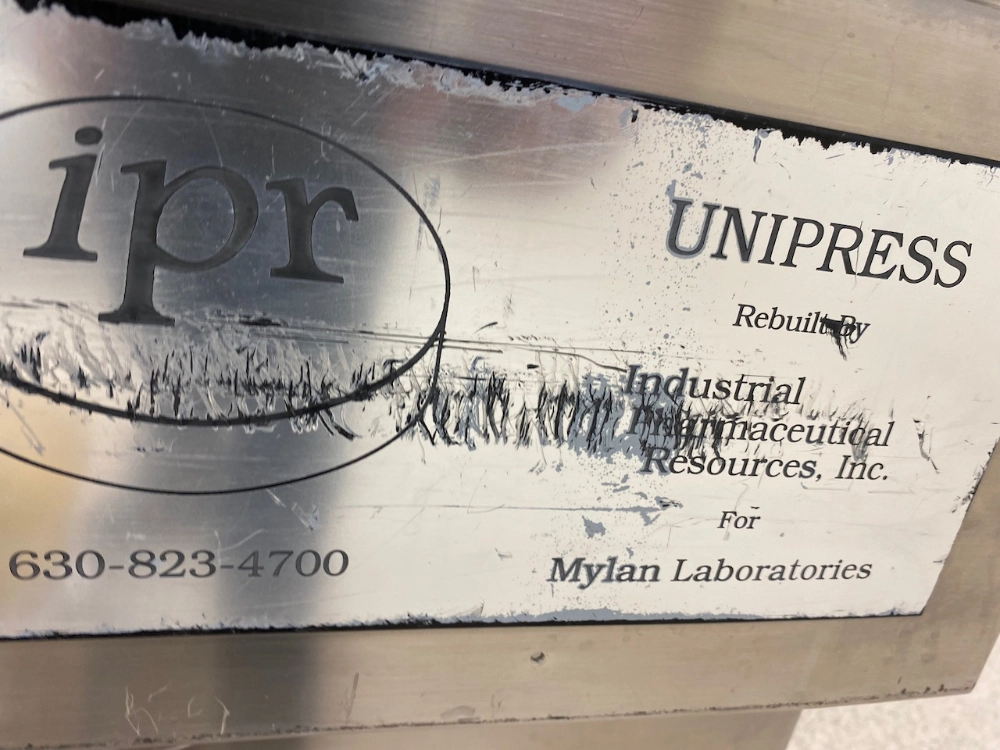 ipr
UNIPRESS
Rebuilt By
Industrial
Pharmaceutical
Resources, Inc.
For
Mylan Laboratories
630-823-4700